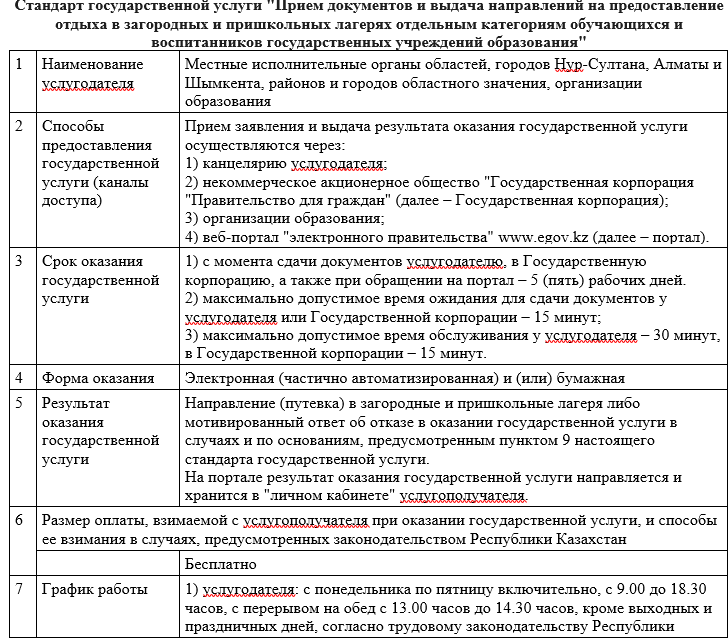 Стандарт государственной услуги "Прием документов и выдача направлений на предоставление
отдыха в загородных и пришкольных лагерях отдельным категориям обучающихся и
воспитанников государственных учреждений образования"
1 Наименование
услугодателя
Местные исполнительные органы областей, городов Нур-Султана, Алматы и
Шымкента, районов и городов областного значения, организации
образования
2 Способы
предоставления
государственной
услуги (каналы
доступа)
Прием заявления и выдача результата оказания государственной услуги
осуществляются через:
1) канцелярию услугодателя;
2) некоммерческое акционерное общество "Государственная корпорация
"Правительство для граждан" (далее – Государственная корпорация);
3) организации образования;
4) веб-портал "электронного правительства" www.egov.kz (далее – портал).
3 Срок оказания
государственной
услуги
1) с момента сдачи документов услугодателю, в Государственную
корпорацию, а также при обращении на портал – 5 (пять) рабочих дней.
2) максимально допустимое время ожидания для сдачи документов у
услугодателя или Государственной корпорации – 15 минут;
3) максимально допустимое время обслуживания у услугодателя – 30 минут,
в Государственной корпорации – 15 минут.
4 Форма оказания
Электронная (частично автоматизированная) и (или) бумажная
5 Результат
оказания
государственной
услуги
Направление (путевка) в загородные и пришкольные лагеря либо
мотивированный ответ об отказе в оказании государственной услуги в
случаях и по основаниям, предусмотренным пунктом 9 настоящего
стандарта государственной услуги.
На портале результат оказания государственной услуги направляется и
хранится в "личном кабинете" услугополучателя.
6 Размер оплаты, взимаемой с услугополучателя при оказании государственной услуги, и способы
ее взимания в случаях, предусмотренных законодательством Республики Казахстан
Бесплатно
7 График работы
1) услугодателя: с понедельника по пятницу включительно, с 9.00 до 18.30
часов, с перерывом на обед с 13.00 часов до 14.30 часов, кроме выходных и
праздничных дней, согласно трудовому законодательству Республики